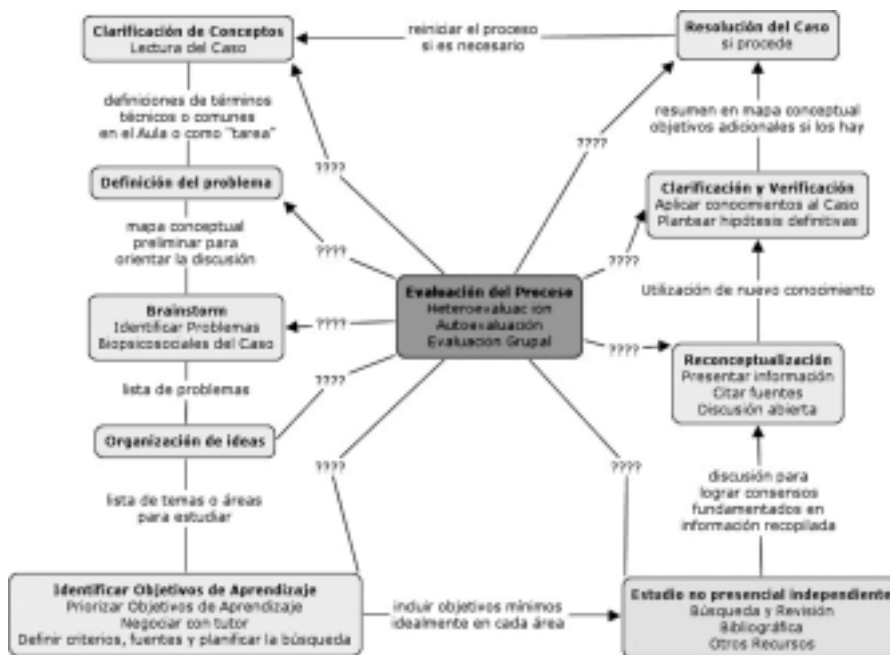 Clarificación de Conceptos
Lectura del Caso
reiniciar el proceso
si es necesario
Resolución del Caso
si procede
definiciones de términos
técnicos o comunes
en el Aula o como "tarea"
????
????
resumen en mapa conceptual
objetivos adicionales si los hay
Definición del problema
Clarificación y Verificación
Aplicar conocimientos al Caso
Plantear hipótesis definitivas
mapa conceptual
preliminar para
orientar la discusión
????
????
Evaluación del Proceso
Heteroevaluación
Autoevaluación
Evaluación Grupal
Utilización de nuevo conocimiento
Brainstorm
Identificar Problemas
Biopsicosociales del Caso
????
????
Reconceptualización
Presentar información
Citar fuentes
Discusión abierta
lista de problemas
????
Organización de ideas
????
????
lista de temas o áreas
para estudiar
discusión para
lograr consensos
fundamentados en
información recopilada
Identificar Objetivos de Aprendizaje
Priorizar Objetivos de Aprendizaje
Negociar con tutor
Definir criterios, fuentes y planificar la búsqueda
incluir objetivos mínimos
idealmente en cada área
Estudio no presencial independiente
Búsqueda y Revisión
Bibliográfica
Otros Recursos